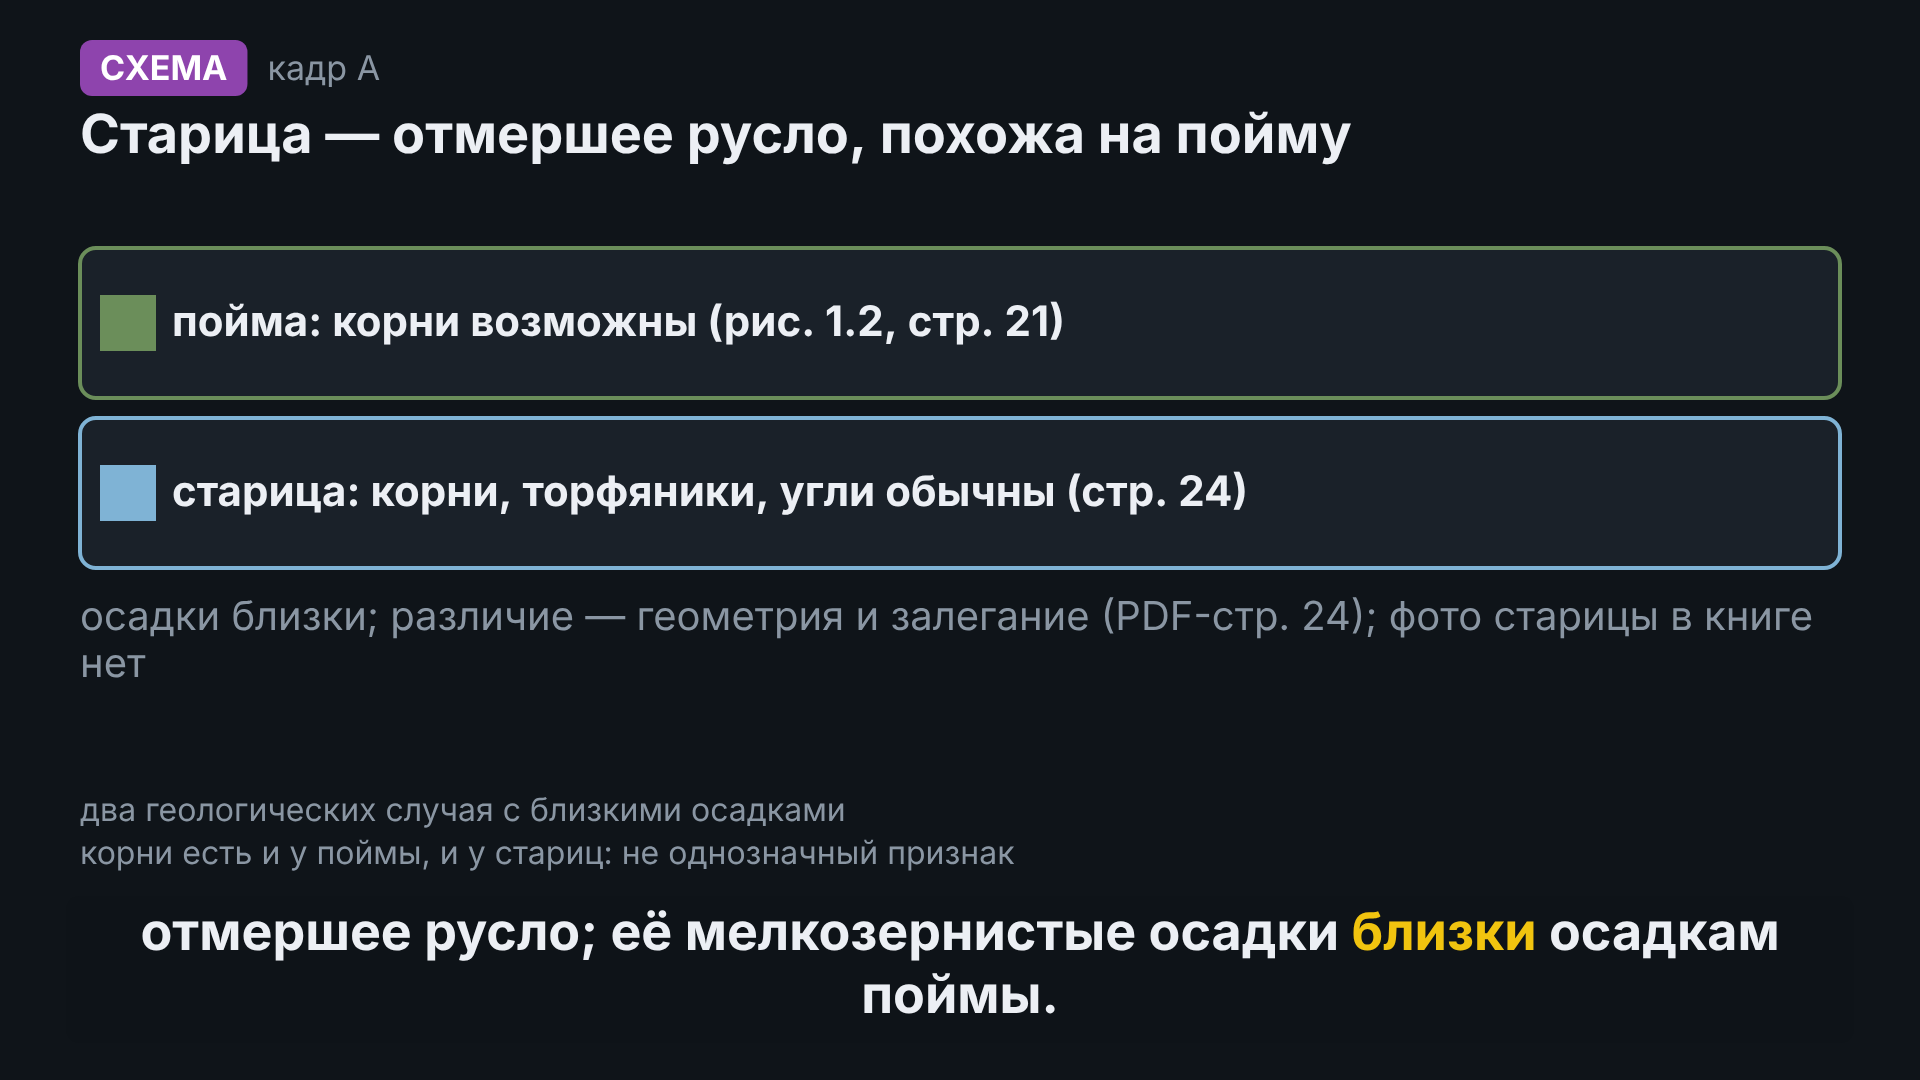 СХЕМА кадр А
Старица — отмершее русло, похожа на пойму
пойма: корни возможны (рис. 1.2, стр. 21)
старица: корни, торфяники, угли обычны (стр. 24)
осадки близки; различие — геометрия и залегание (PDF-стр. 24); фото старицы в книге
нет
два геологических случая с близкими осадками
корни есть и у поймы, и у стариц: не однозначный признак
отмершее русло; её мелкозернистые осадки близки осадкам
поймы.